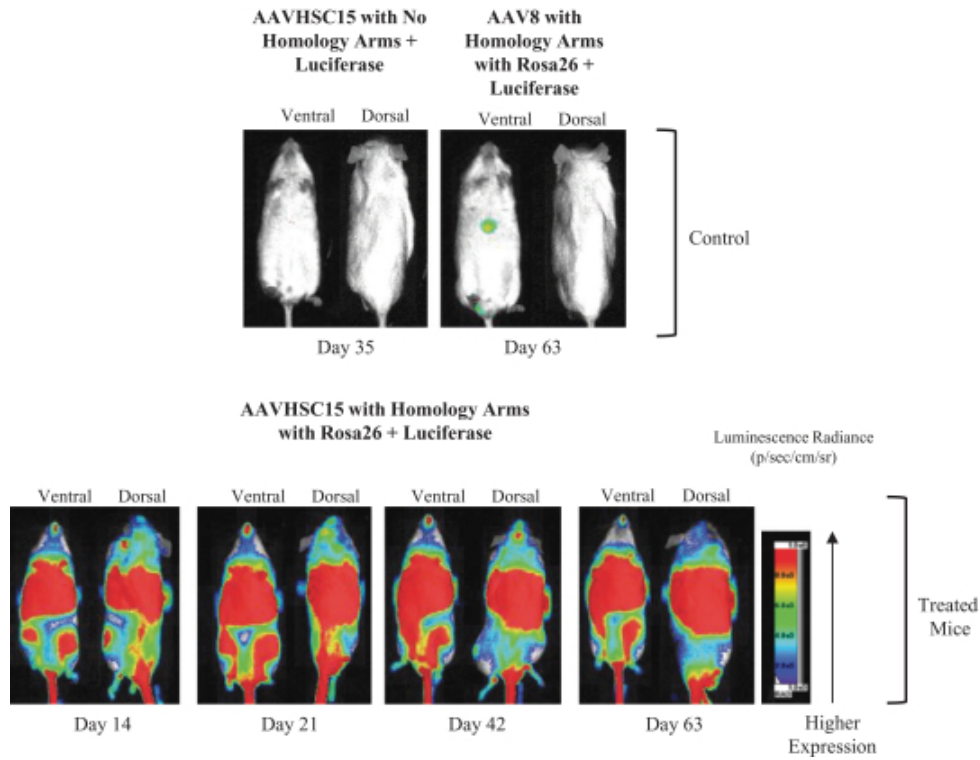 AAVHSC15 with No
Homology Arms +
Luciferase
AAV8 with
Homology Arms
with Rosa26 +
Luciferase
Ventral Dorsal
Ventral Dorsal
Control
Day 35
Day 63
AAVHSC15 with Homology Arms
with Rosa26 + Luciferase
Luminescence Radiance
(p/sec/cm/sr)
Ventral Dorsal
Ventral Dorsal
Ventral Dorsal
Ventral Dorsal
Treated
Mice
Day 14
Day 21
Day 42
Day 63
Higher
Expression